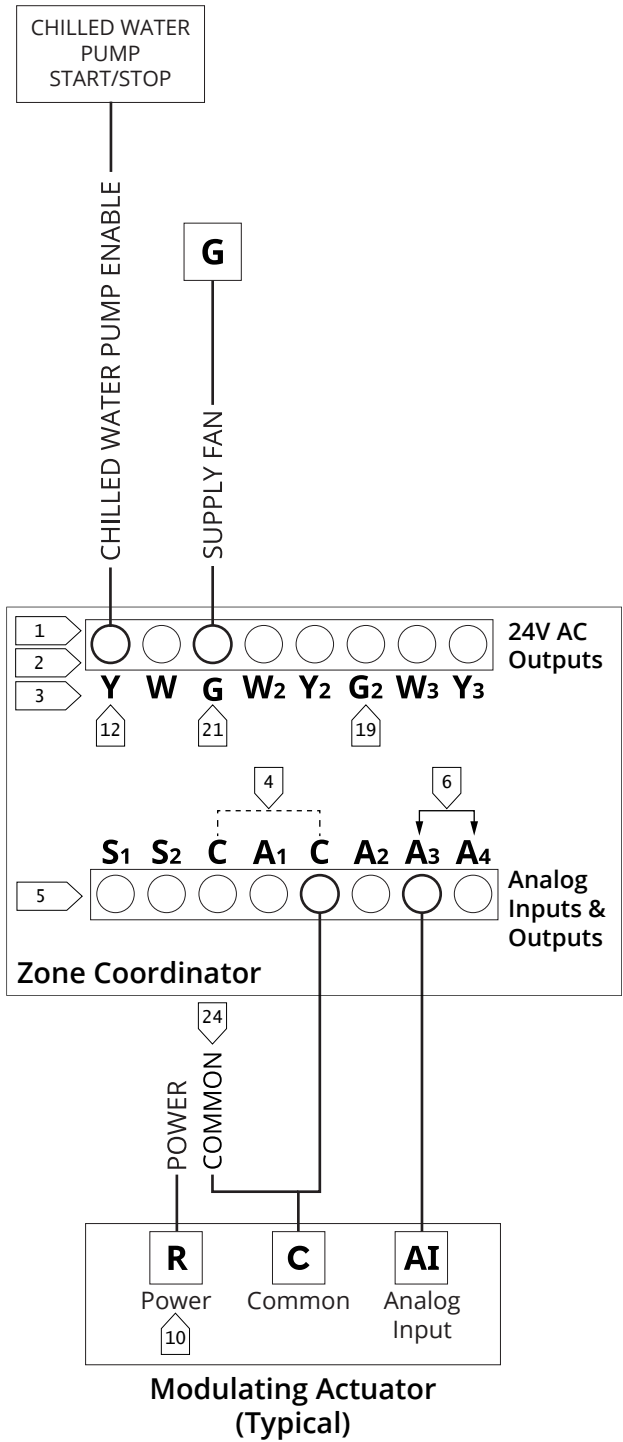 CHILLED WATER
PUMP
START/STOP
CHILLED WATER PUMP ENABLE
G
SUPPLY FAN
1
2
3
24V AC
Outputs
Y W G W2 Y2 G2 W3 Y3
12 21 19
4 6
S1 S2 C A1 C A2 A3 A4
5
Analog
Inputs &
Outputs
Zone Coordinator
24
POWER
COMMON
R C AI
Power Common Analog
Input
10
Modulating Actuator
(Typical)